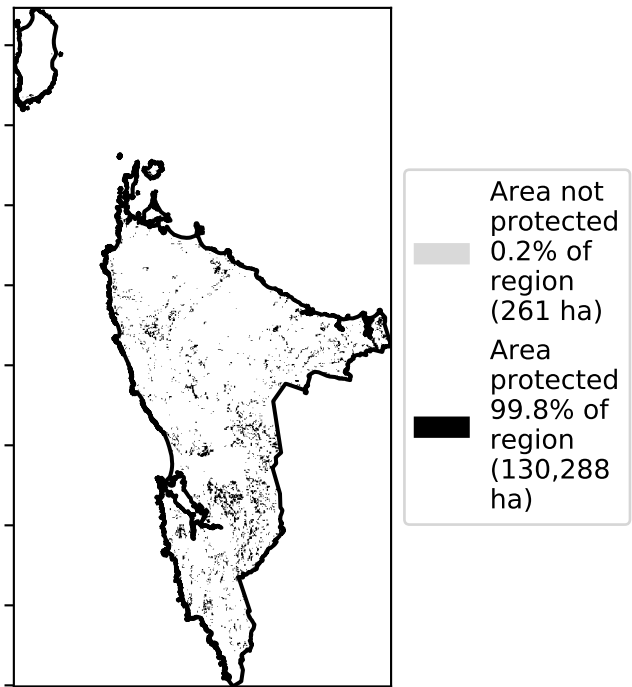 Area not
protected
0.2% of
region
(261 ha)
Area
protected
99.8% of
region
(130,288
ha)